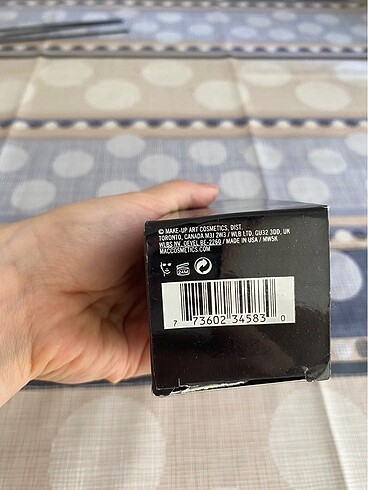 © MAKE-UP ART COSMETICS, DIST.
TORONTO, CANADA M3J 2W3 / WLB LTD, GU32 3DD, UK
WLBS NV, OEVEL BE-2260 / MADE IN USA / MW5K
MACCOSMETICS.COM
7 73602 34583 0